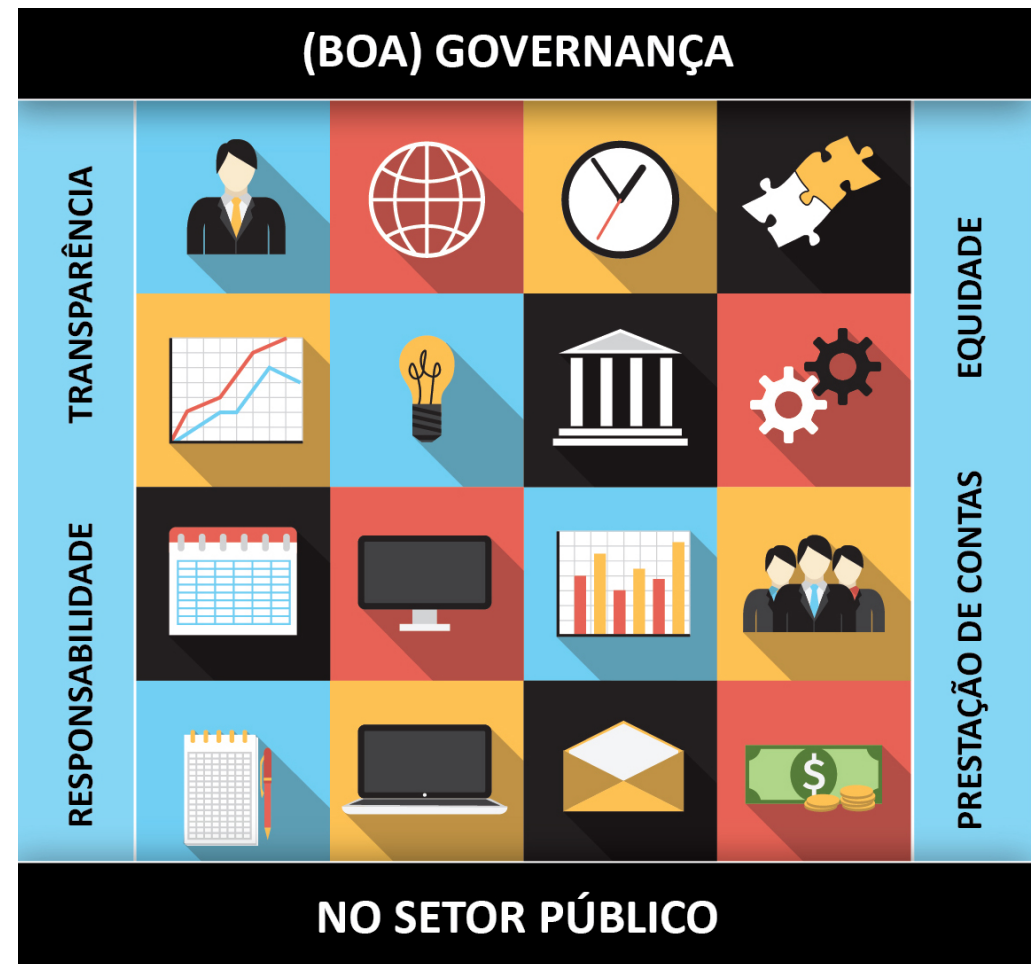 (BOA) GOVERNANÇA
TRANSPARÊNCIA
RESPONSABILIDADE
EQUIDADE
PRESTAÇÃO DE CONTAS
$
NO SETOR PÚBLICO